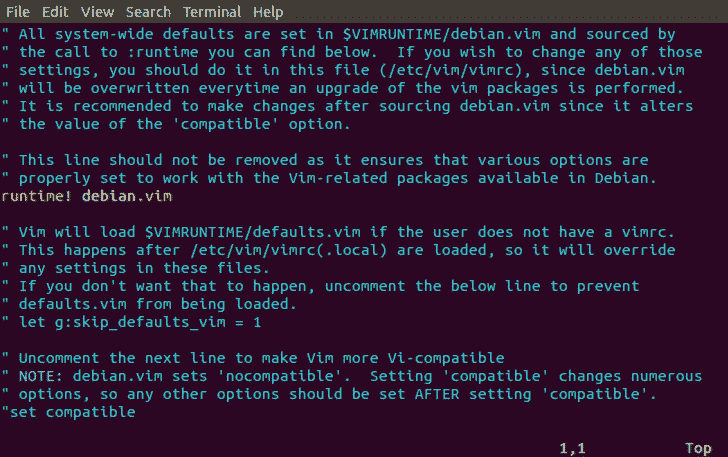 File Edit View Search Terminal Help
" All system-wide defaults are set in $VIMRUNTIME/debian.vim and sourced by
" the call to :runtime you can find below.  If you wish to change any of those
" settings, you should do it in this file (/etc/vim/vimrc), since debian.vim
" will be overwritten everytime an upgrade of the vim packages is performed.
" It is recommended to make changes after sourcing debian.vim since it alters
" the value of the 'compatible' option.
" This line should not be removed as it ensures that various options are
" properly set to work with the Vim-related packages available in Debian.
runtime! debian.vim
" Vim will load $VIMRUNTIME/defaults.vim if the user does not have a vimrc.
" This happens after /etc/vim/vimrc(.local) are loaded, so it will override
" any settings in these files.
" If you don't want that to happen, uncomment the below line to prevent
" defaults.vim from being loaded.
" let g:skip_defaults_vim = 1
" Uncomment the next line to make Vim more Vi-compatible
" NOTE: debian.vim sets 'nocompatible'.  Setting 'compatible' changes numerous
" options, so any other options should be set AFTER setting 'compatible'.
"set compatible
1,1 Top